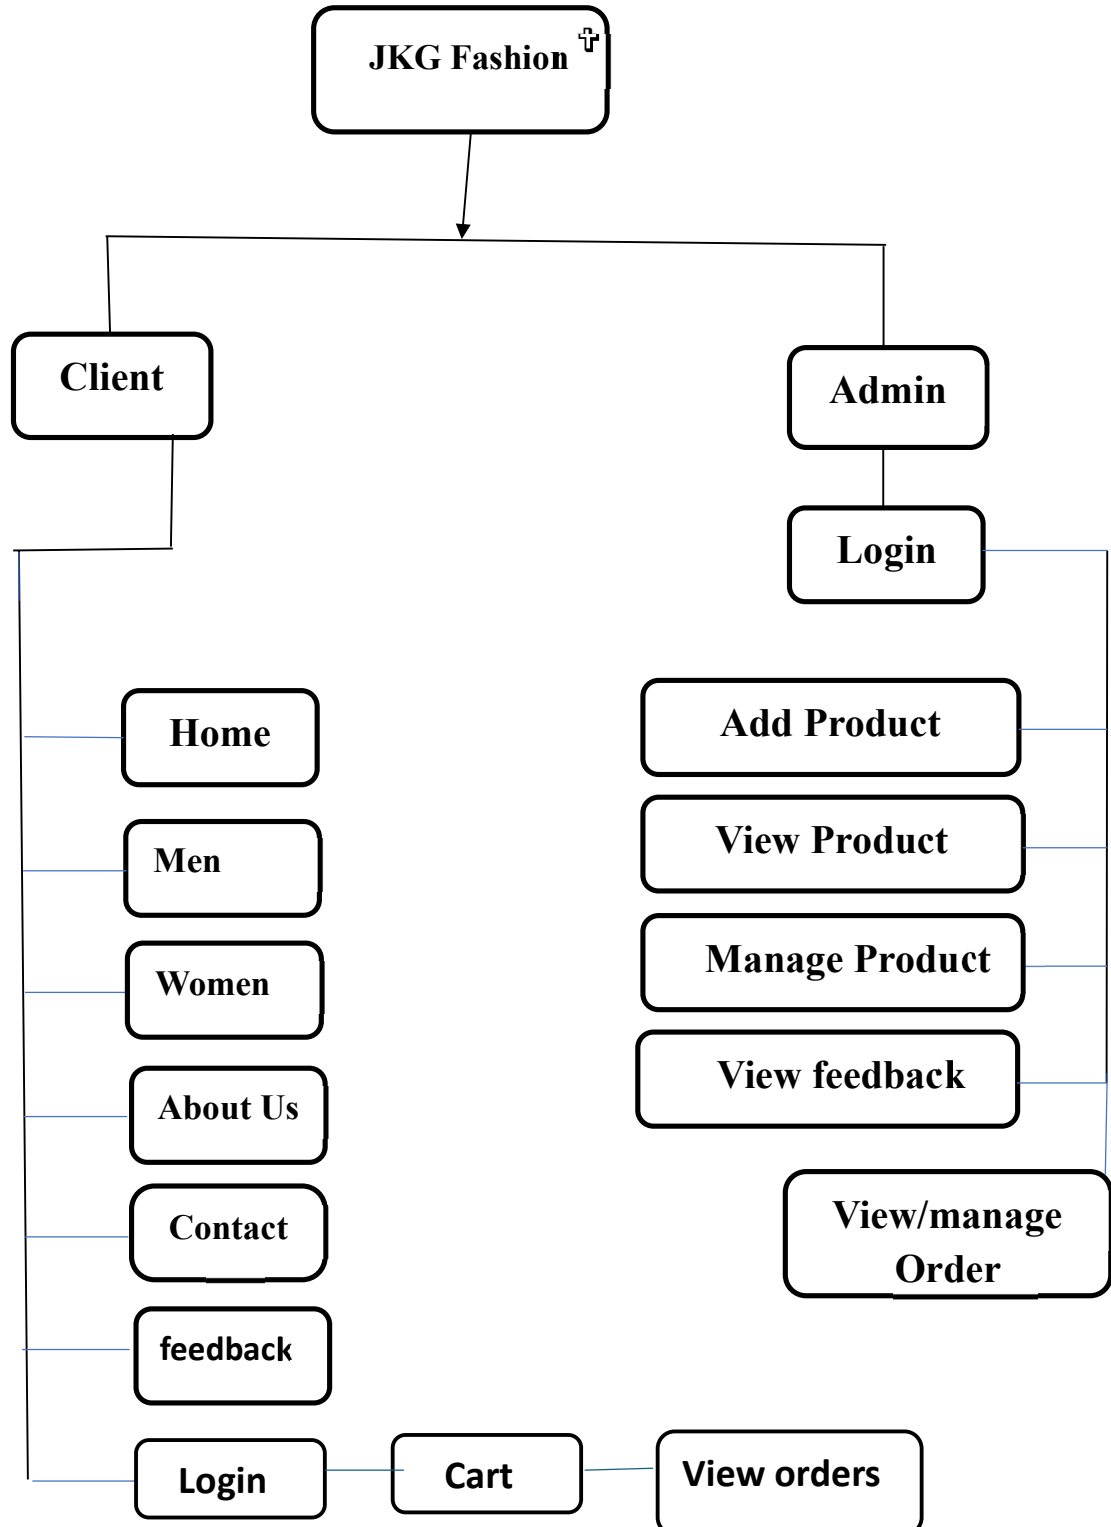 JKG Fashion ✞
Client
Admin
Login
Home
Men
Women
About Us
Contact
feedback
Login
Cart
View orders
Add Product
View Product
Manage Product
View feedback
View/manage
Order